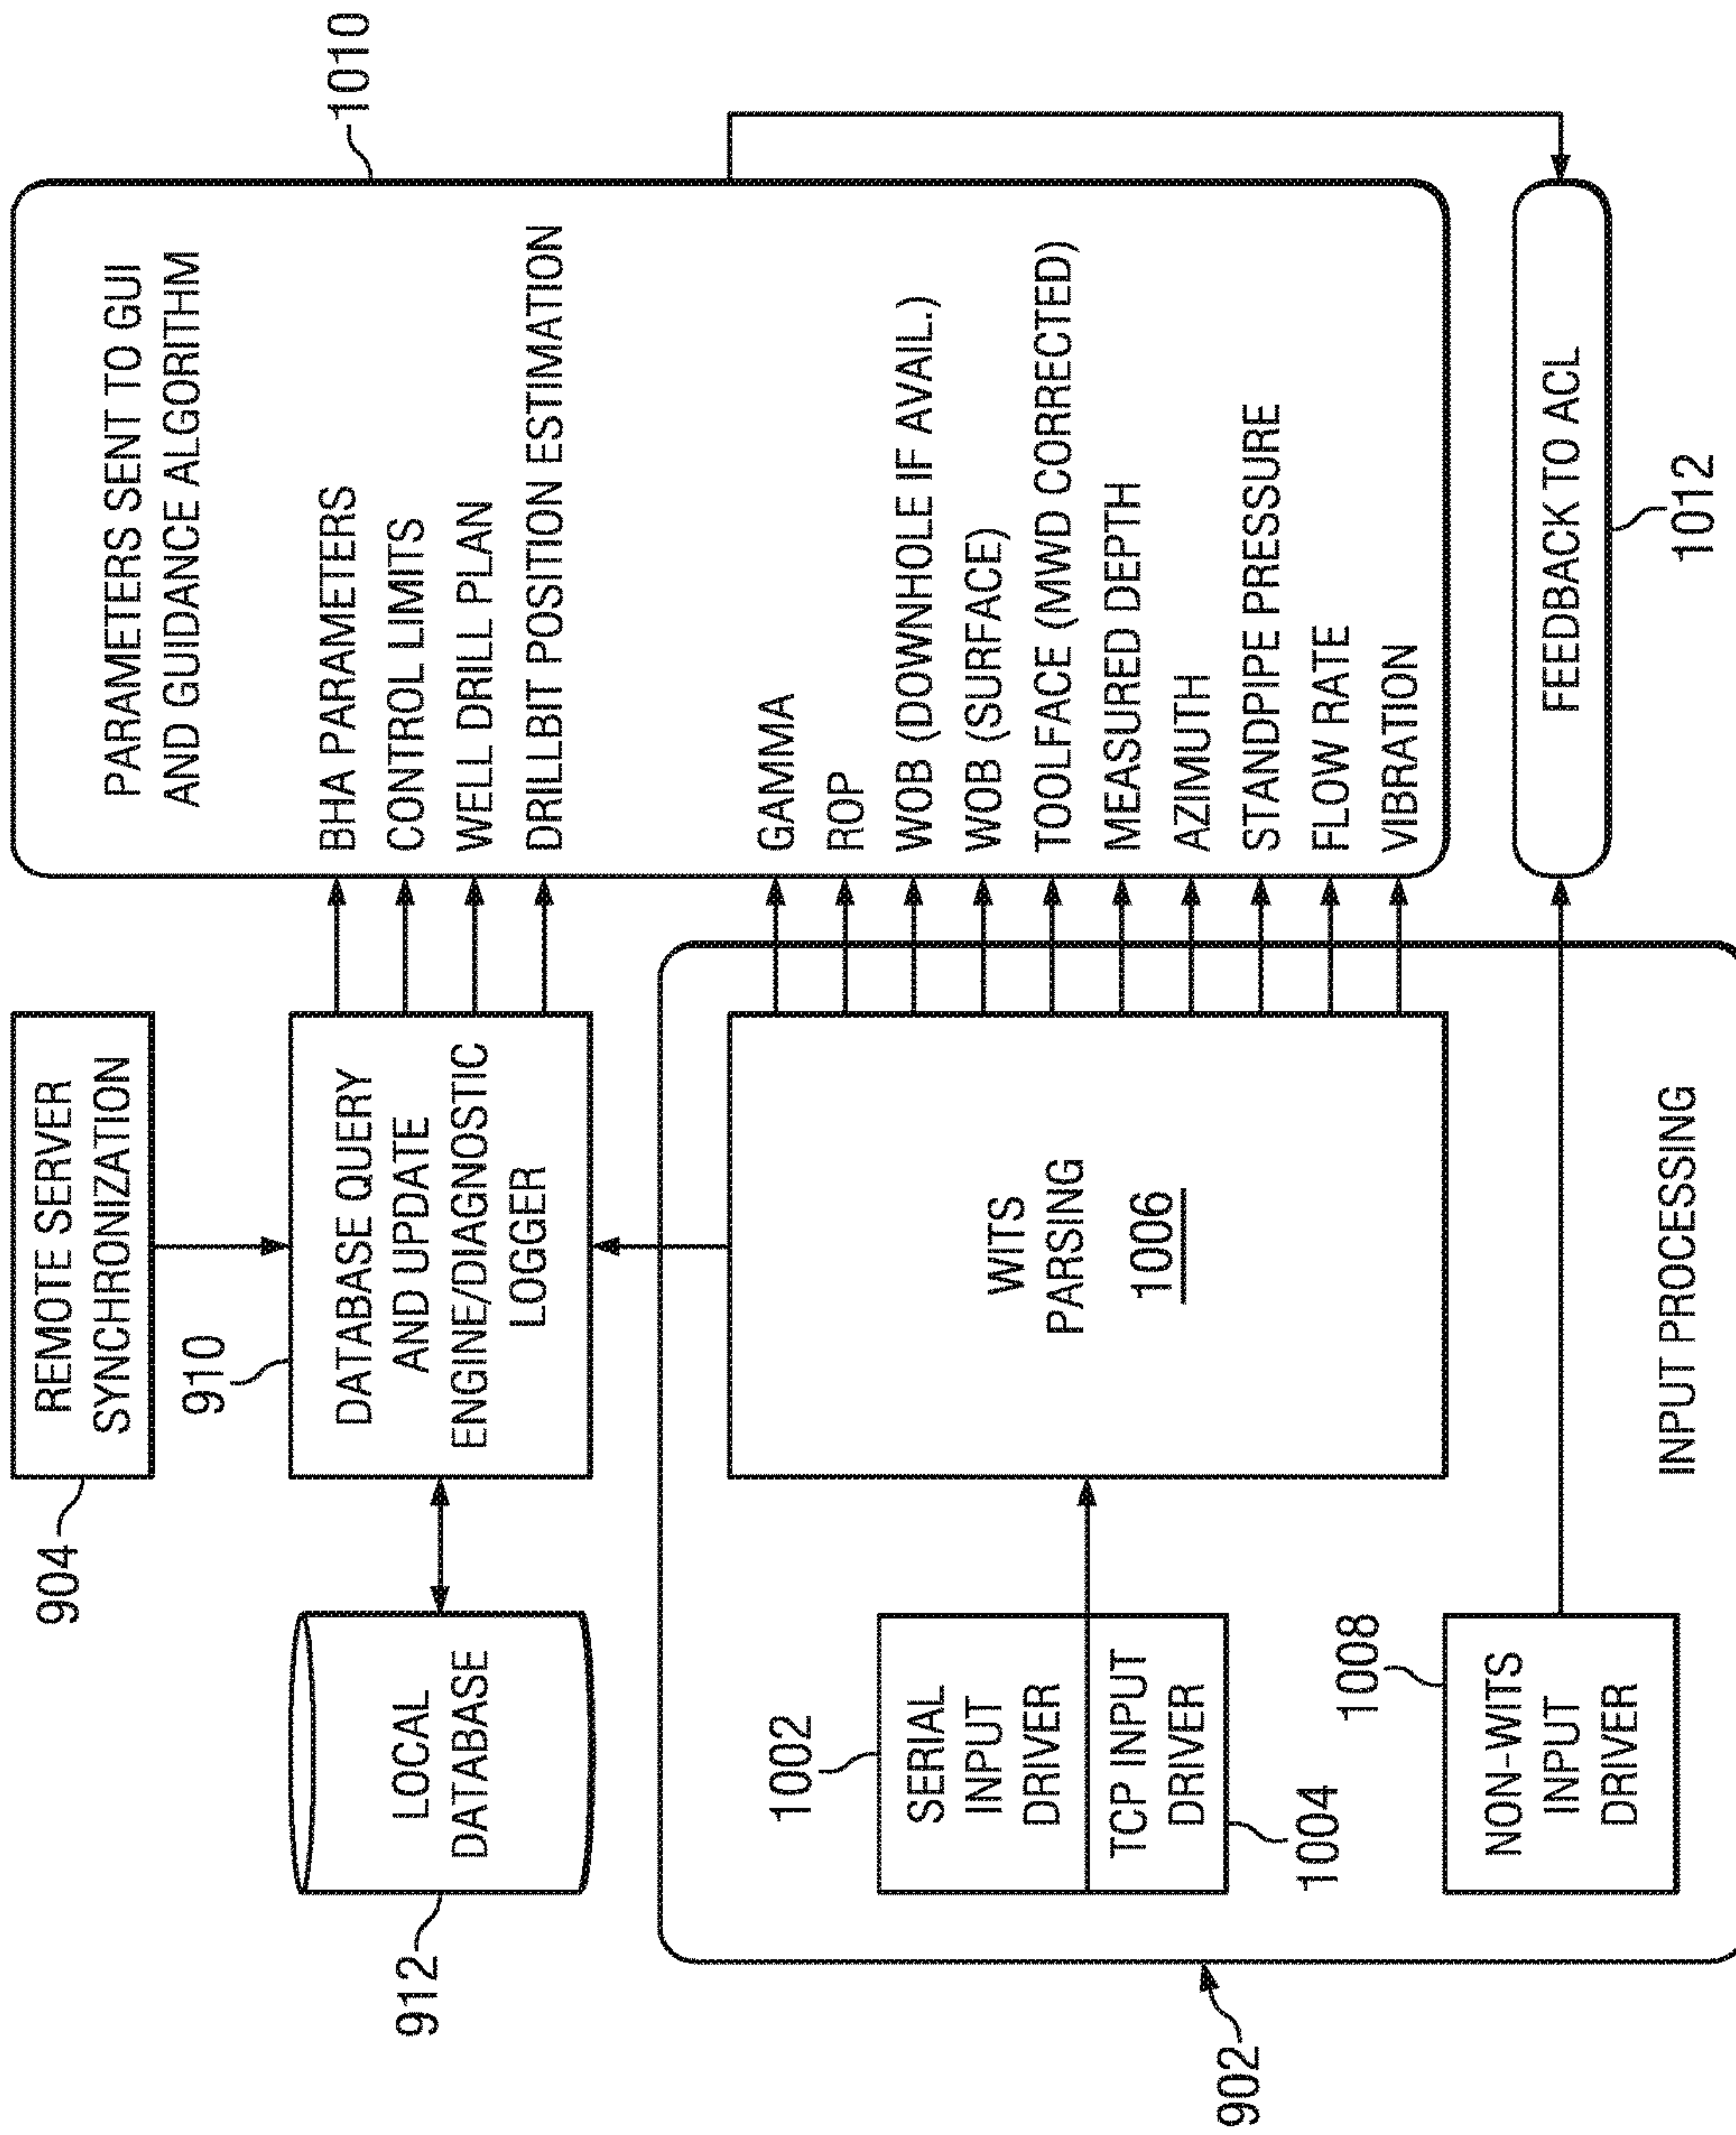 904
REMOTE SERVER
SYNCHRONIZATION
910
912
LOCAL
DATABASE
DATABASE QUERY
AND UPDATE
ENGINE/DIAGNOSTIC
LOGGER
1010
PARAMETERS SENT TO GUI
AND GUIDANCE ALGORITHM
BHA PARAMETERS
CONTROL LIMITS
WELL DRILL PLAN
DRILLBIT POSITION ESTIMATION
GAMMA
ROP
WOB (DOWNHOLE IF AVAIL.)
WOB (SURFACE)
TOOLFACE (MWD CORRECTED)
MEASURED DEPTH
AZIMUTH
STANDPIPE PRESSURE
FLOW RATE
VIBRATION
902
1002
SERIAL
INPUT
DRIVER
TCP INPUT
DRIVER
1004
WITS
PARSING
1006
1008
NON-WITS
INPUT
DRIVER
INPUT PROCESSING
FEEDBACK TO ACL
1012